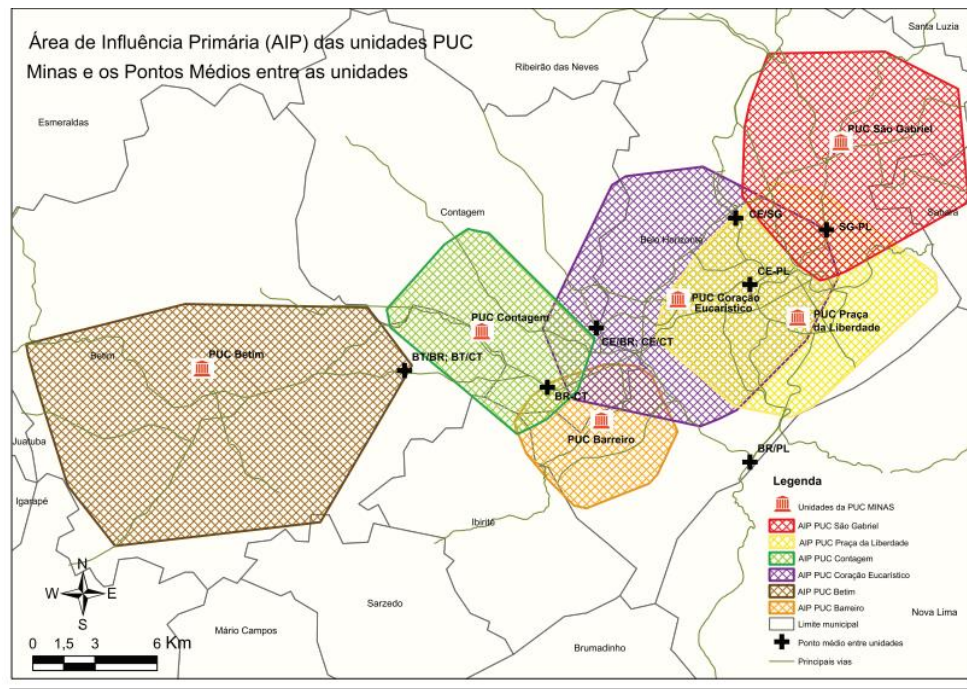 Área de Influência Primária (AIP) das unidades PUC
Minas e os Pontos Médios entre as unidades
Santa Luzia
Ribeirão das Neves
Esmeraldas
PUC São Gabriel
Contagem
CE/SG
Sabará
SG-PL
Belo Horizonte
CE-PL
PUC Coração
Eucarístico
PUC Praça
da Liberdade
PUC Contagem
CE/BR; CE/CT
Betim
PUC Betim
BT/BR; BT/CT
BR-CT
PUC Barreiro
Juatuba
BR/PL
Igarapé
Ibirité
Legenda
Unidades da PUC MINAS
AIP PUC São Gabriel
AIP PUC Praça da Liberdade
AIP PUC Contagem
AIP PUC Coração Eucarístico
AIP PUC Betim
AIP PUC Barreiro
Limite municipal
Ponto médio entre unidades
Principais vias
N
W E
S
Sarzedo
Nova Lima
Mário Campos
Brumadinho
0 1,5 3 6 Km